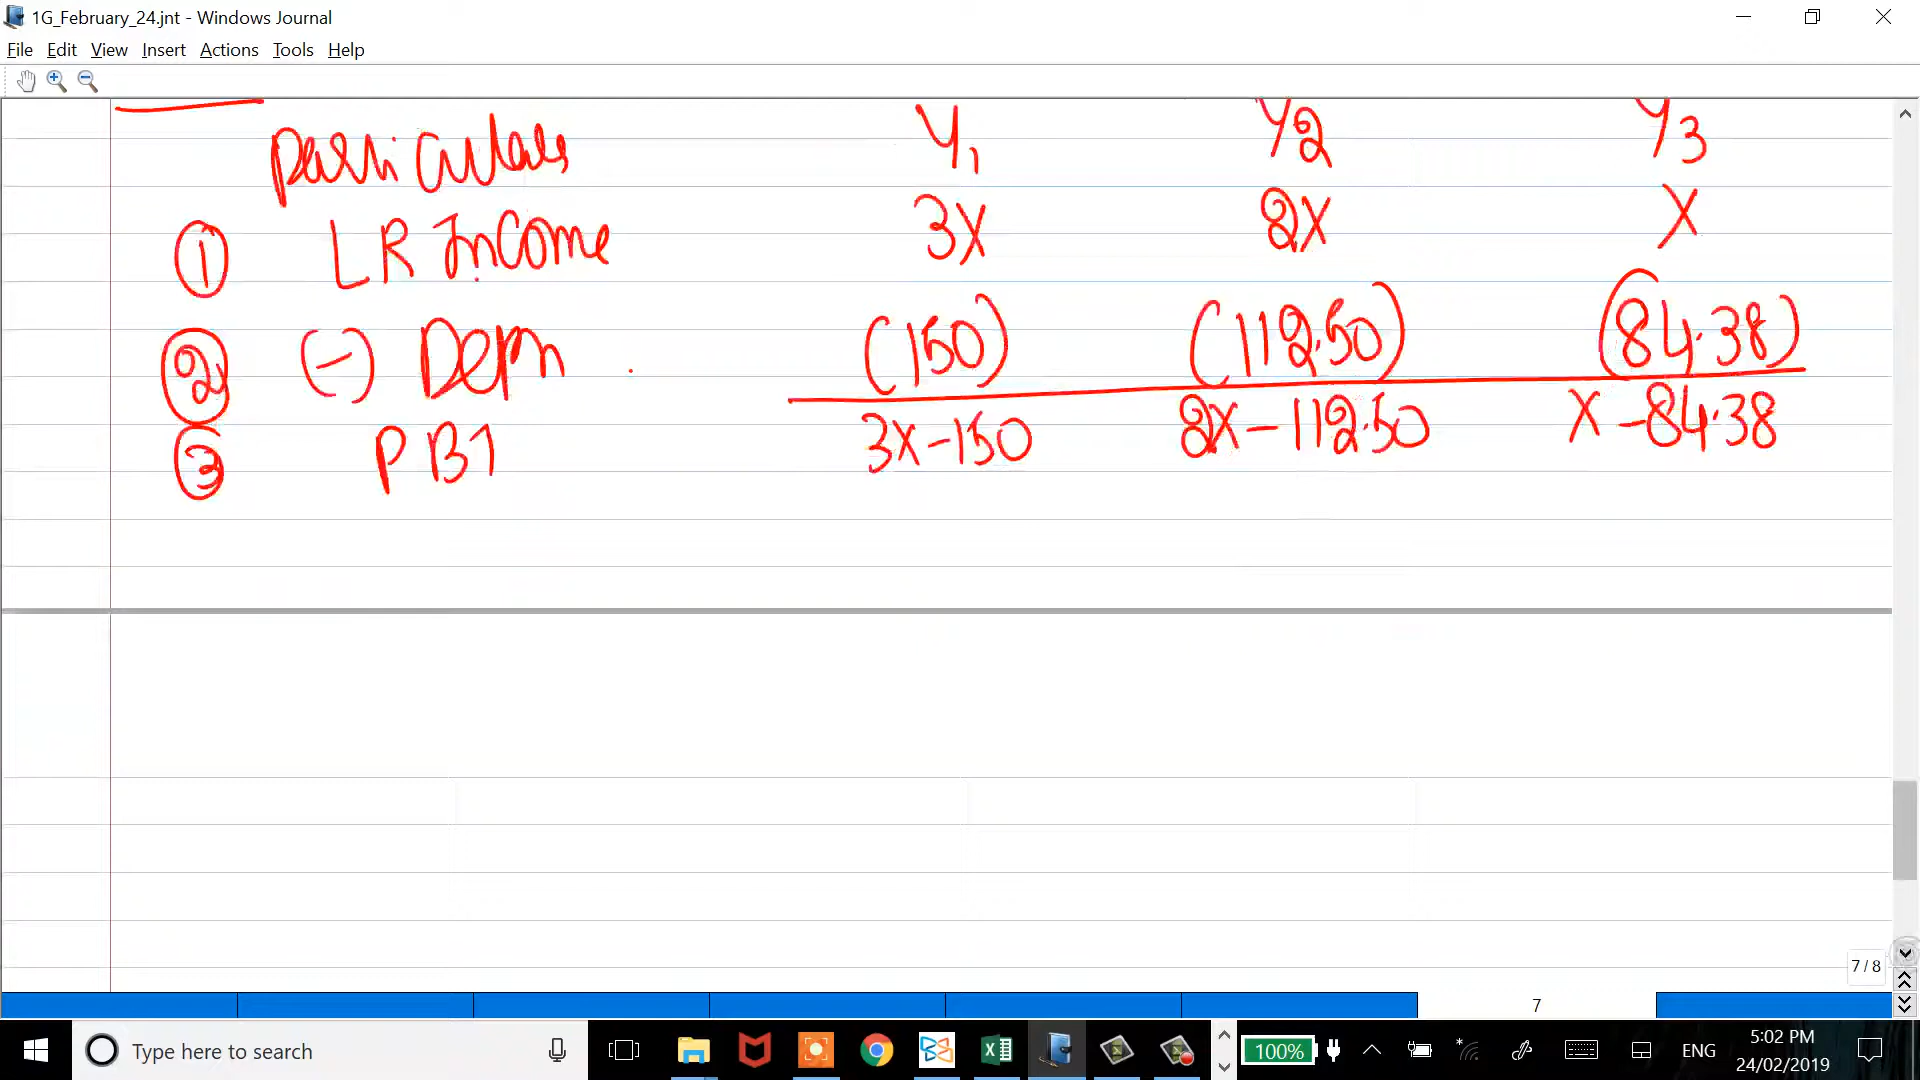 1G_February_24.jnt - Windows Journal
File Edit View Insert Actions Tools Help
Particulars Y1 Y2 Y3
1 LR Income 3X 2X X
2 (-) Depn (150) (112.50) (84.38)
3 PBT 3X-150 2X-112.50 X-84.38
7 / 8
7
Type here to search 100% ENG 5:02 PM
24/02/2019